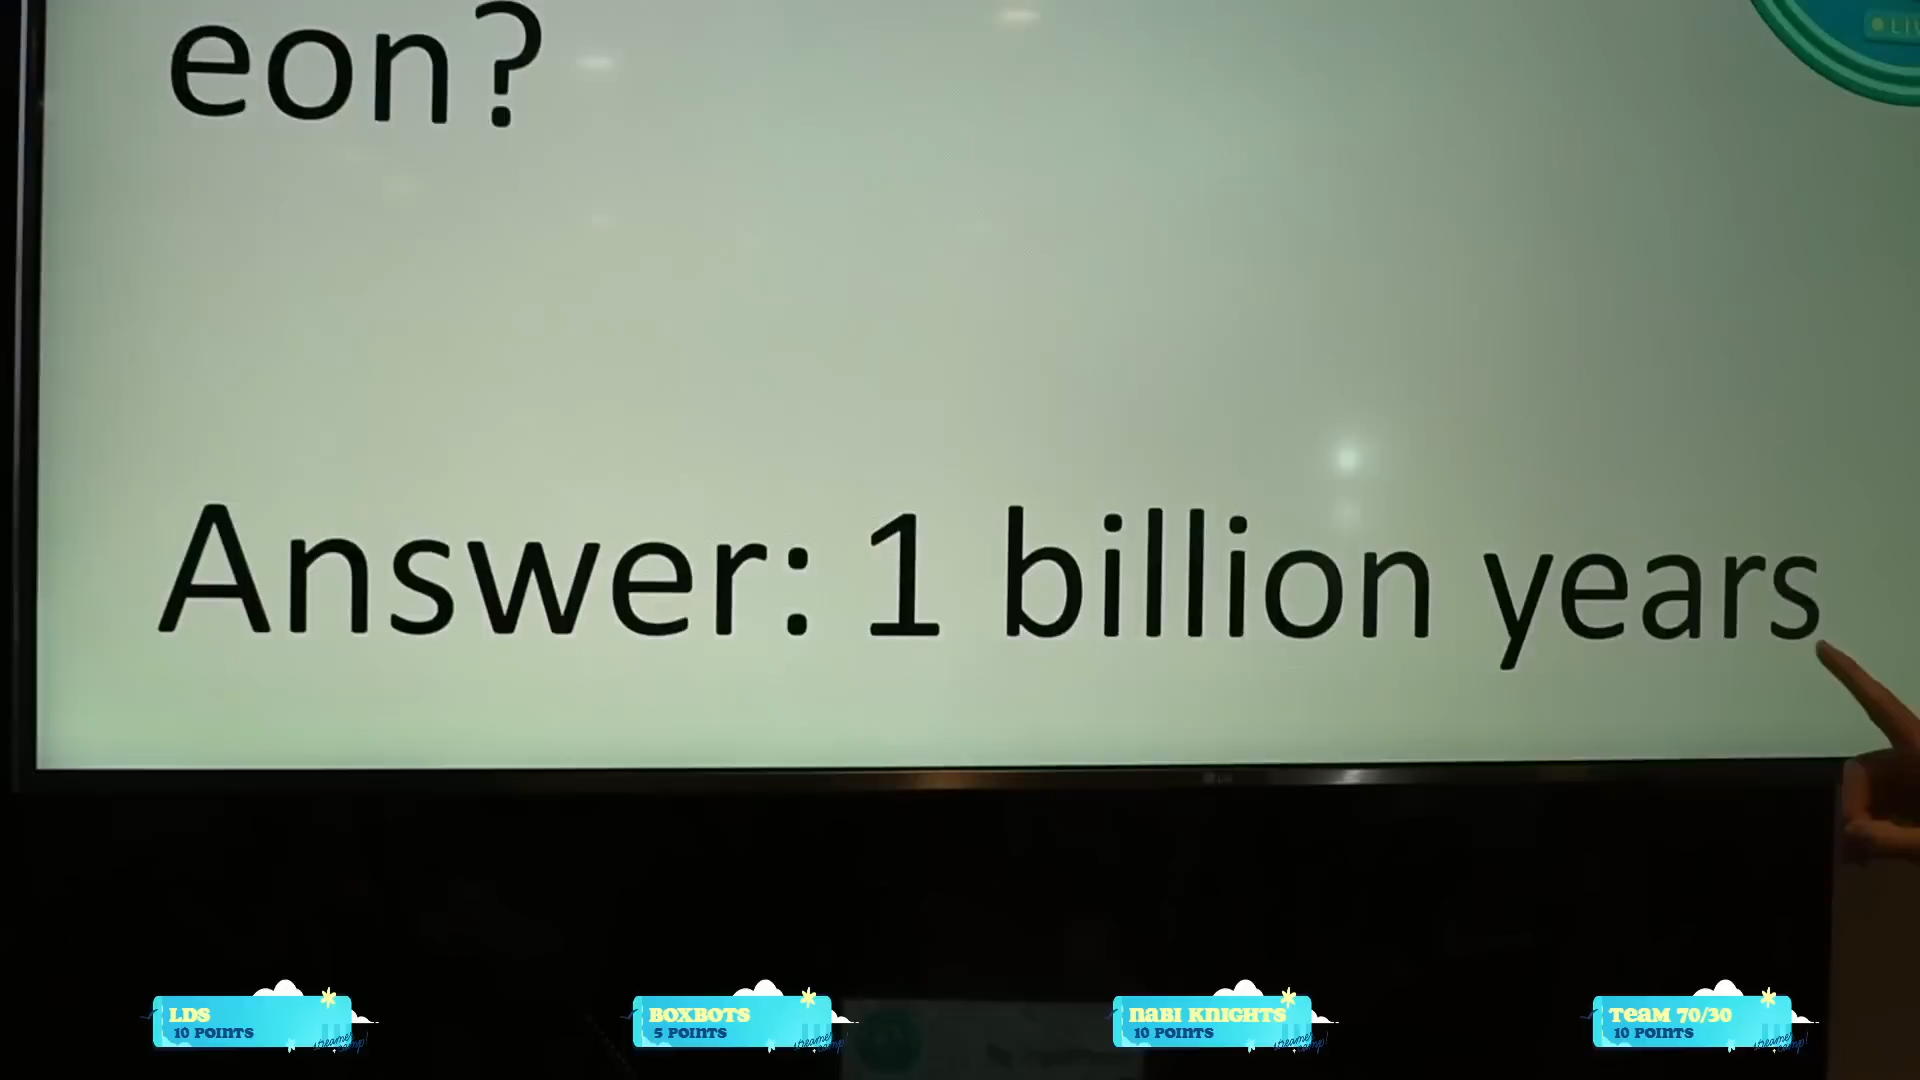 eon?
LIV
Answer: 1 billion years
LDS
10 POINTS
BOXBOTS
5 POINTS
NABI KNIGHTS
10 POINTS
TEAM 70/30
10 POINTS